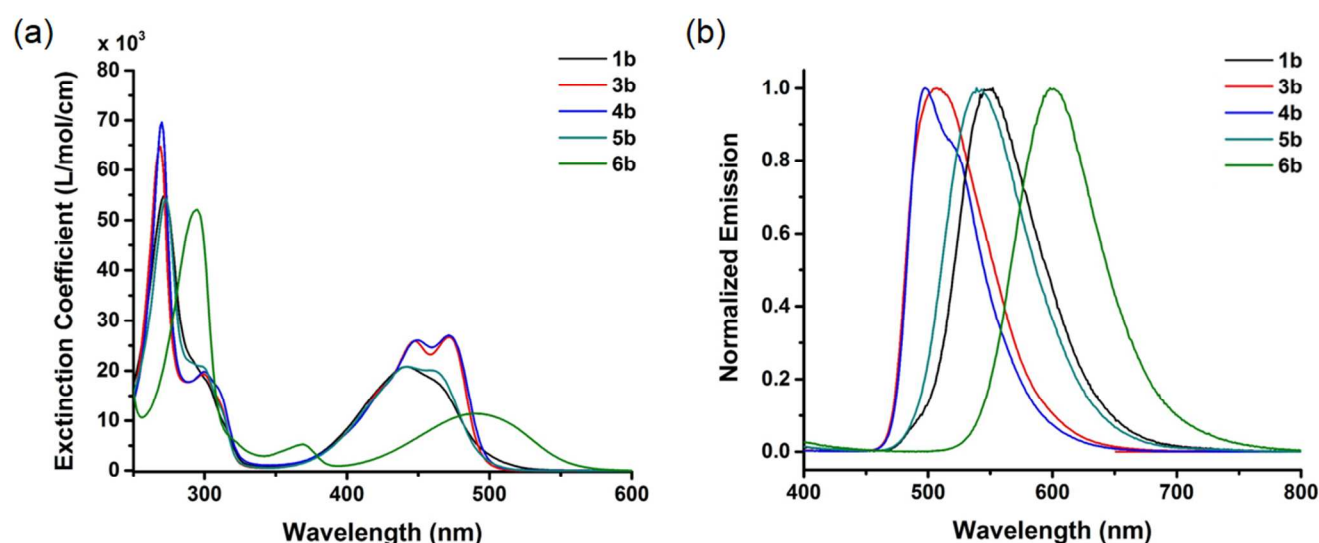 (a)
x 10³
Exctinction Coefficient (L/mol/cm)
80
70
60
50
40
30
20
10
0
300
400
500
600
Wavelength (nm)
1b
3b
4b
5b
6b
(b)
Normalized Emission
1.0
0.8
0.6
0.4
0.2
0.0
400
500
600
700
800
Wavelength (nm)
1b
3b
4b
5b
6b